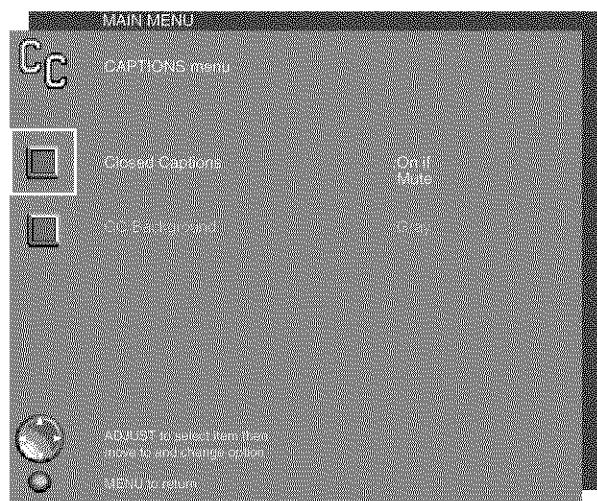 MAIN MENU
CC
CAPTIONS menu
Closed Captions On if
Mute
CC Background Gray
ADJUST to select item then
move to and change option
MENU to return